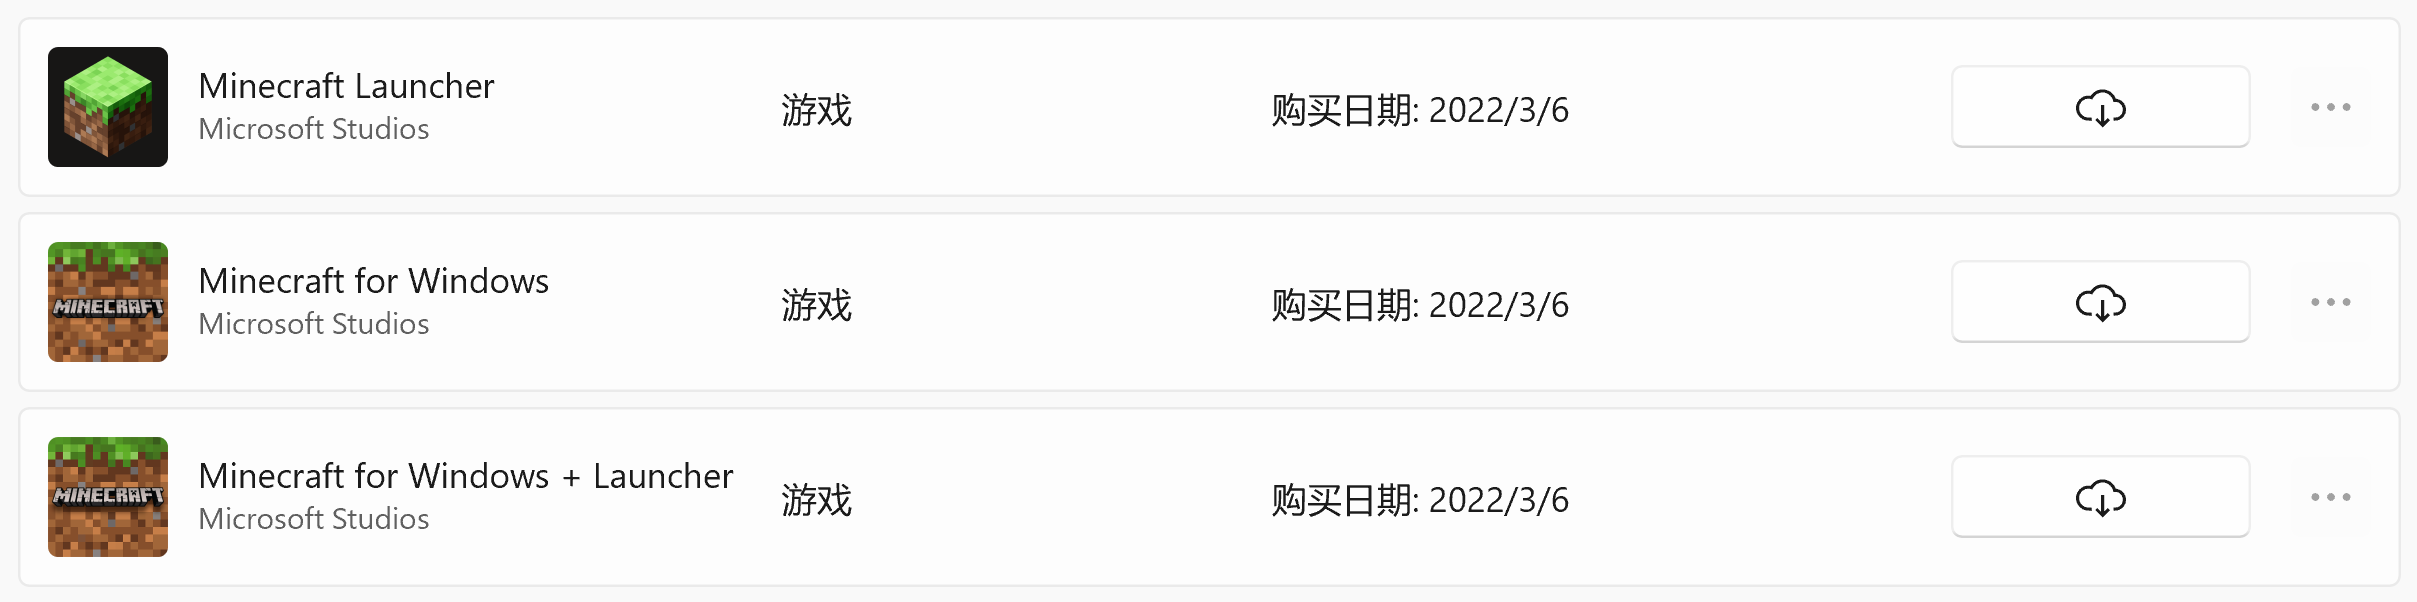 Minecraft Launcher
Microsoft Studios
游戏
购买日期: 2022/3/6
MINECRAFT
Minecraft for Windows
Microsoft Studios
游戏
购买日期: 2022/3/6
MINECRAFT
Minecraft for Windows + Launcher
Microsoft Studios
游戏
购买日期: 2022/3/6